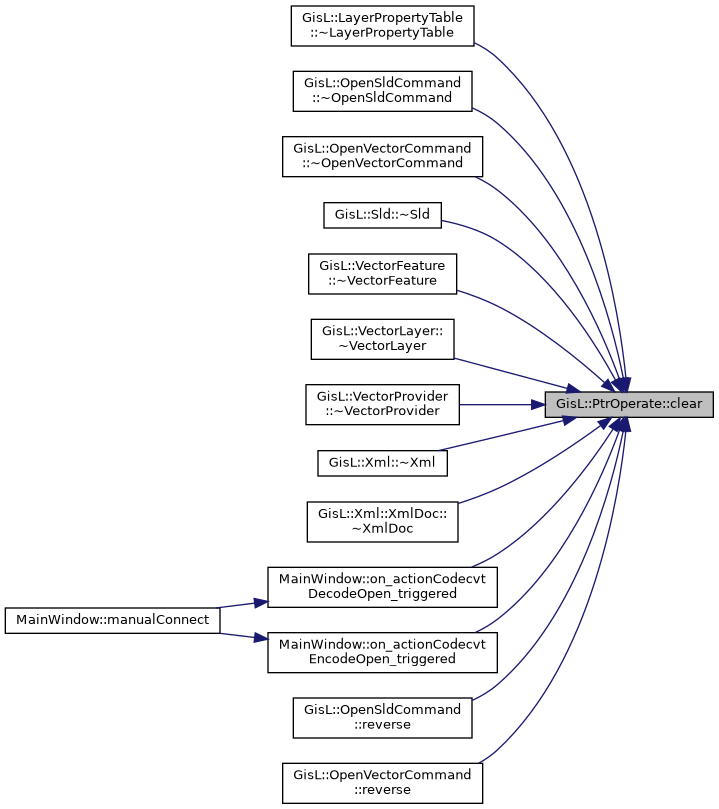 GisL::LayerPropertyTable
::~LayerPropertyTable
GisL::OpenSldCommand
::~OpenSldCommand
GisL::OpenVectorCommand
::~OpenVectorCommand
GisL::Sld::~Sld
GisL::VectorFeature
::~VectorFeature
GisL::VectorLayer::
~VectorLayer
GisL::PtrOperate::clear
GisL::VectorProvider
::~VectorProvider
GisL::Xml::~Xml
GisL::Xml::XmlDoc::
~XmlDoc
MainWindow::on_actionCodecvt
DecodeOpen_triggered
MainWindow::manualConnect
MainWindow::on_actionCodecvt
EncodeOpen_triggered
GisL::OpenSldCommand
::reverse
GisL::OpenVectorCommand
::reverse